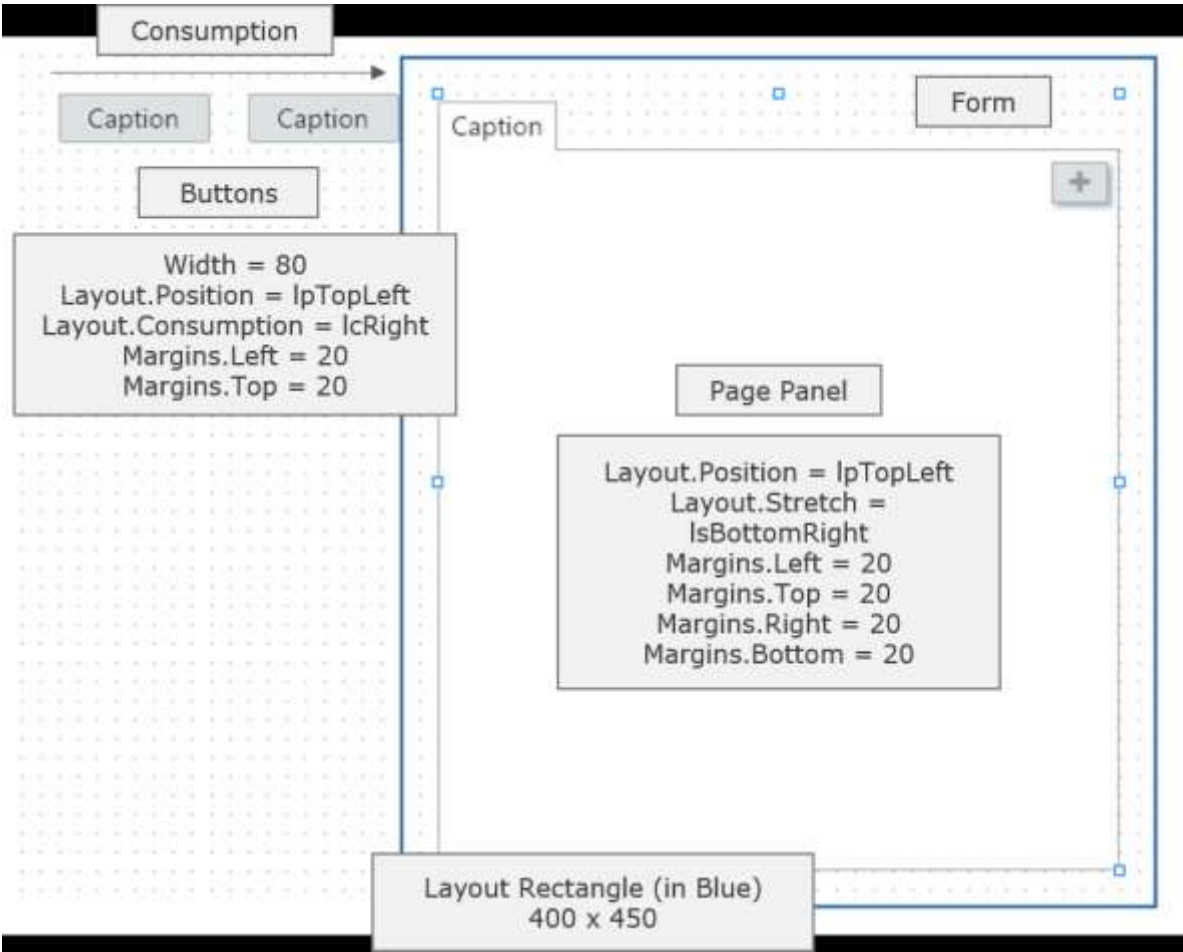 Consumption
Form
Caption
Caption
Caption
Buttons
Width = 80
Layout.Position = lpTopLeft
Layout.Consumption = lcRight
Margins.Left = 20
Margins.Top = 20
Page Panel
Layout.Position = lpTopLeft
Layout.Stretch =
lsBottomRight
Margins.Left = 20
Margins.Top = 20
Margins.Right = 20
Margins.Bottom = 20
Layout Rectangle (in Blue)
400 x 450